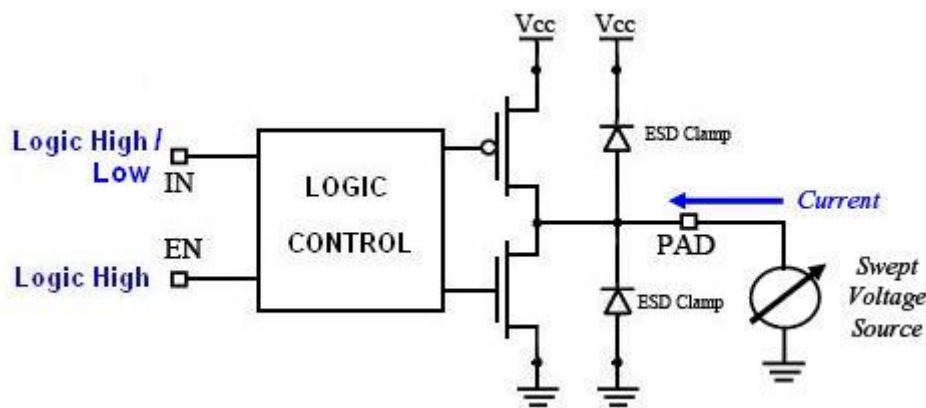 Vcc
Vcc
ESD Clamp
Logic High /
Low
IN
LOGIC
CONTROL
Current
EN
PAD
Logic High
ESD Clamp
Swept
Voltage
Source